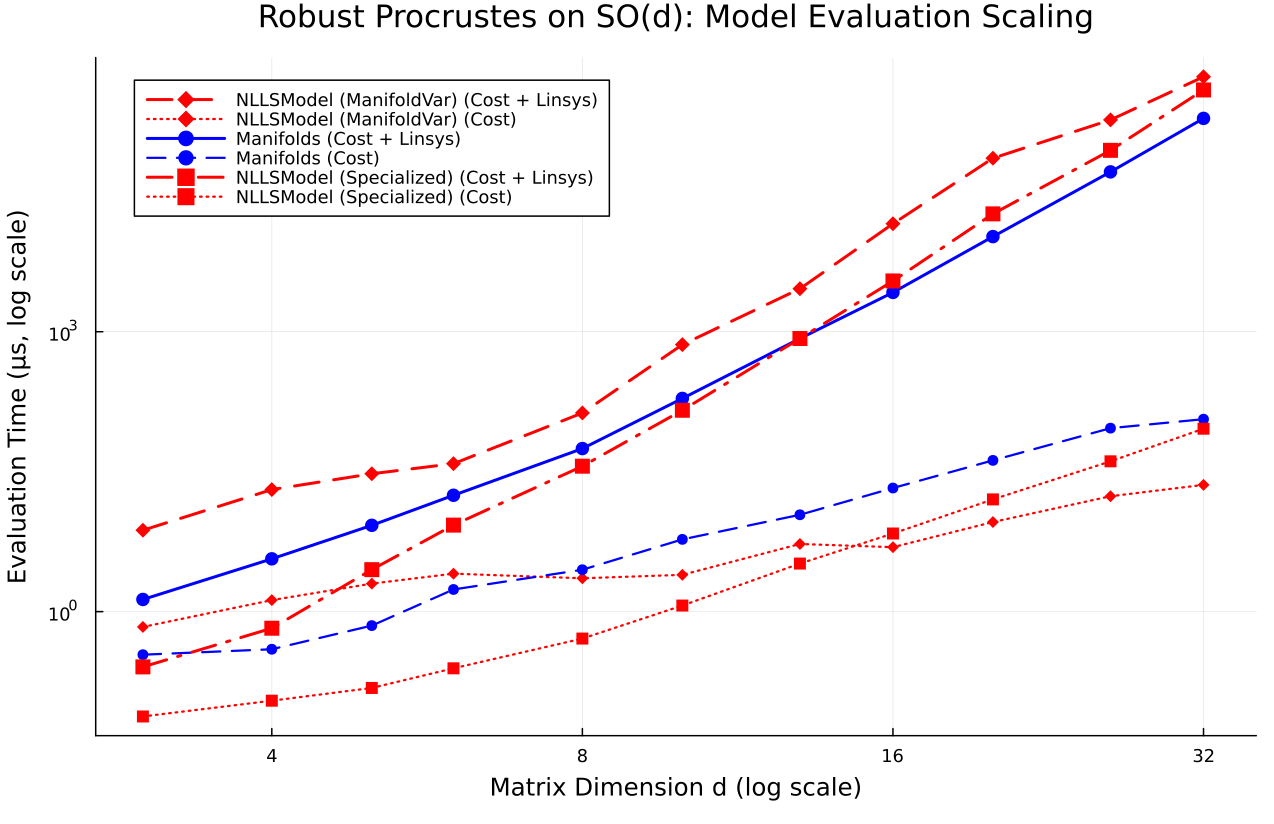 Robust Procrustes on SO(d): Model Evaluation Scaling
NLLSModel (ManifoldVar) (Cost + Linsys)
NLLSModel (ManifoldVar) (Cost)
Manifolds (Cost + Linsys)
Manifolds (Cost)
NLLSModel (Specialized) (Cost + Linsys)
NLLSModel (Specialized) (Cost)
Evaluation Time (μs, log scale)
10³
10⁰
4 8 16 32
Matrix Dimension d (log scale)